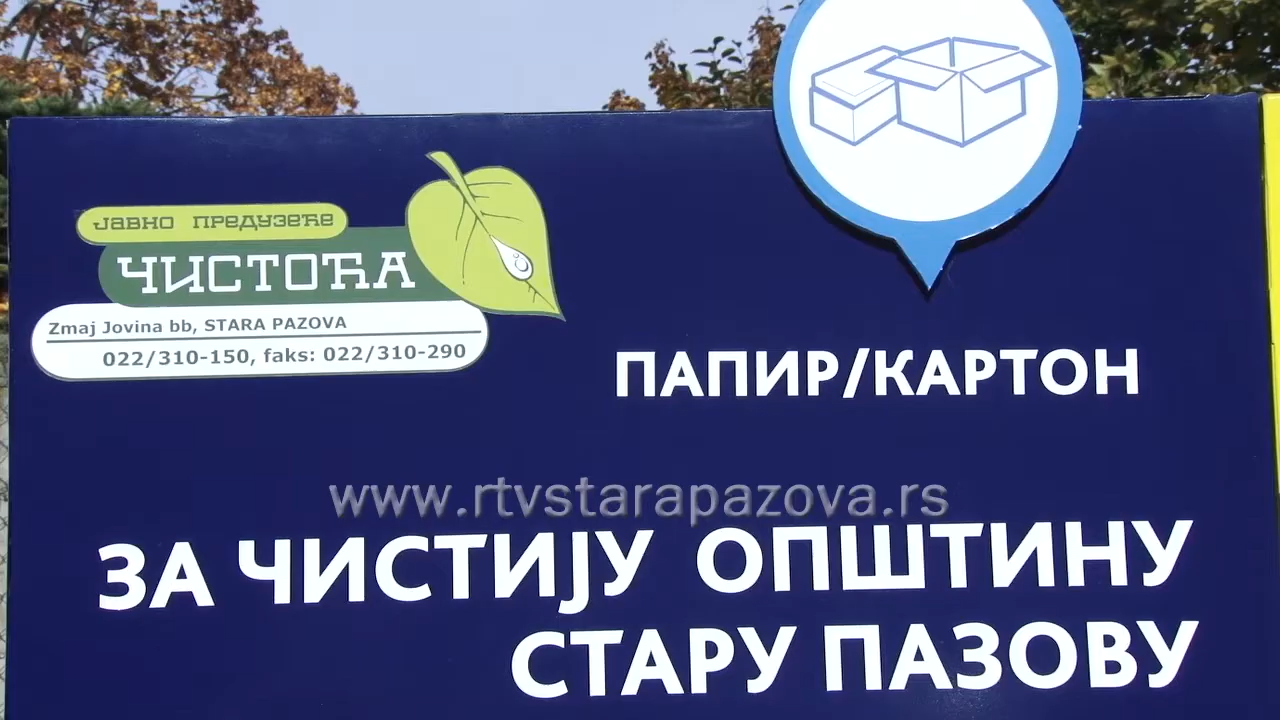 ЈАВНО ПРЕДУЗЕЋЕ
ЧИСТОЋА
Zmaj Jovina bb, STARA PAZOVA
022/310-150, faks: 022/310-290
ПАПИР/КАРТОН
www.rtvstarapazova.rs
ЗА ЧИСТИЈУ ОПШТИНУ
СТАРУ ПАЗОВУ